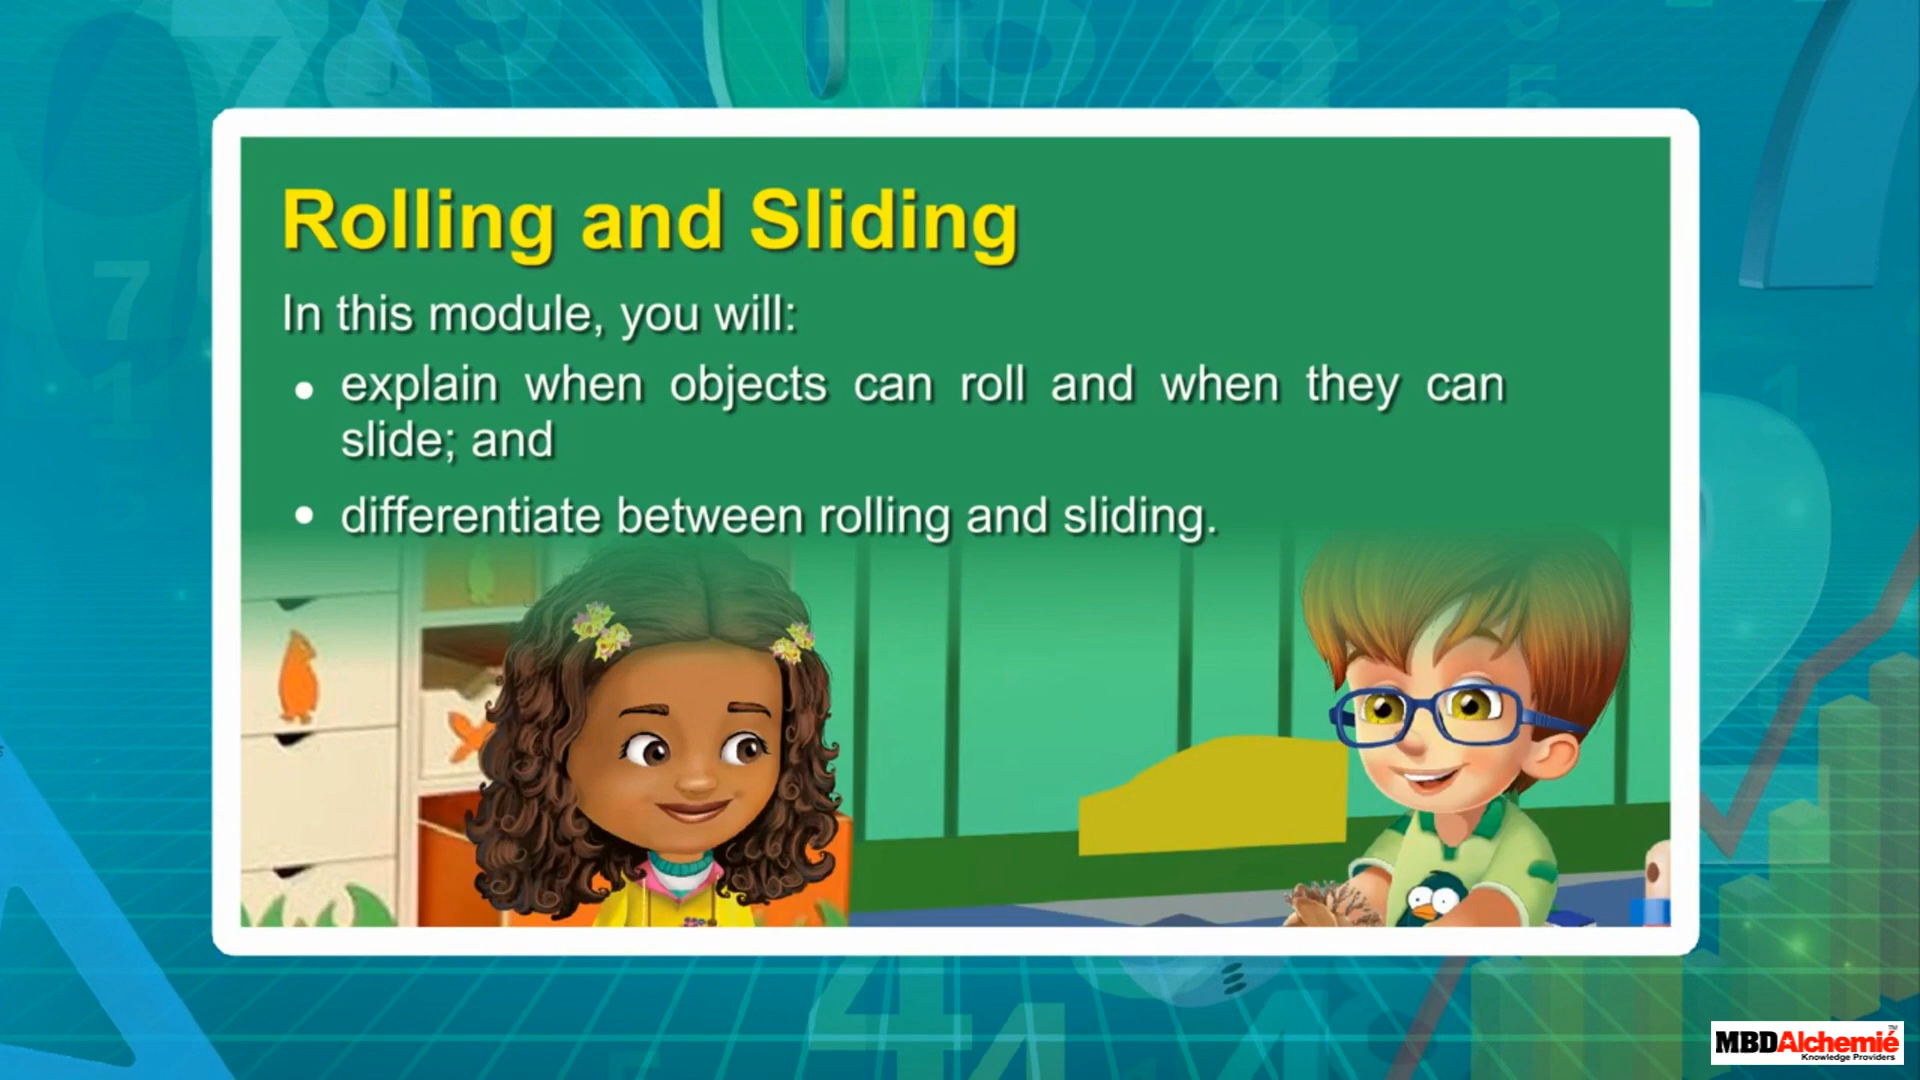 Rolling and Sliding
In this module, you will:
• explain when objects can roll and when they can
slide; and
• differentiate between rolling and sliding.
MBDAlchemié™
Knowledge Providers